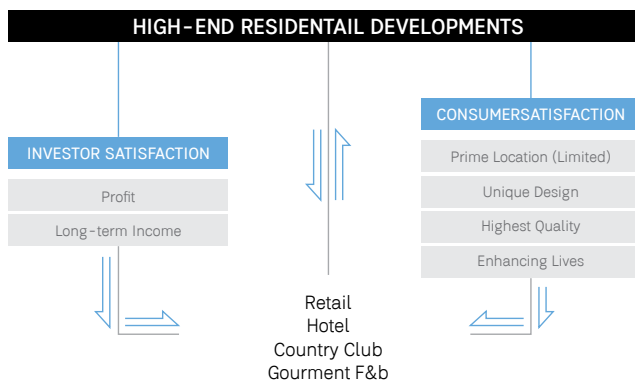 HIGH-END RESIDENTAIL DEVELOPMENTS
INVESTOR SATISFACTION
Profit
Long-term Income
CONSUMERSATISFACTION
Prime Location (Limited)
Unique Design
Highest Quality
Enhancing Lives
Retail
Hotel
Country Club
Gourment F&b